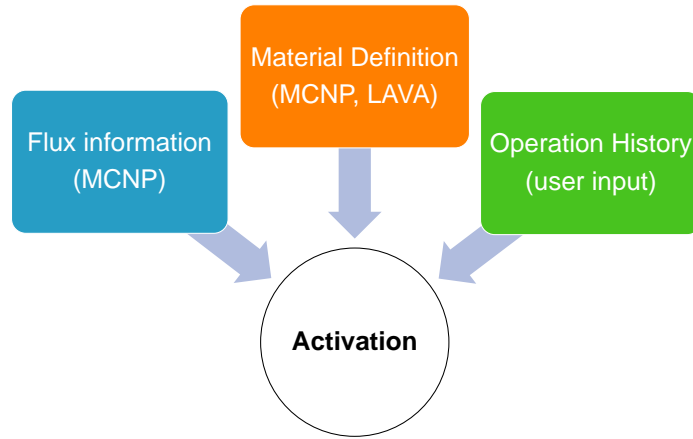 Material Definition
(MCNP, LAVA)
Flux information
(MCNP)
Operation History
(user input)
Activation